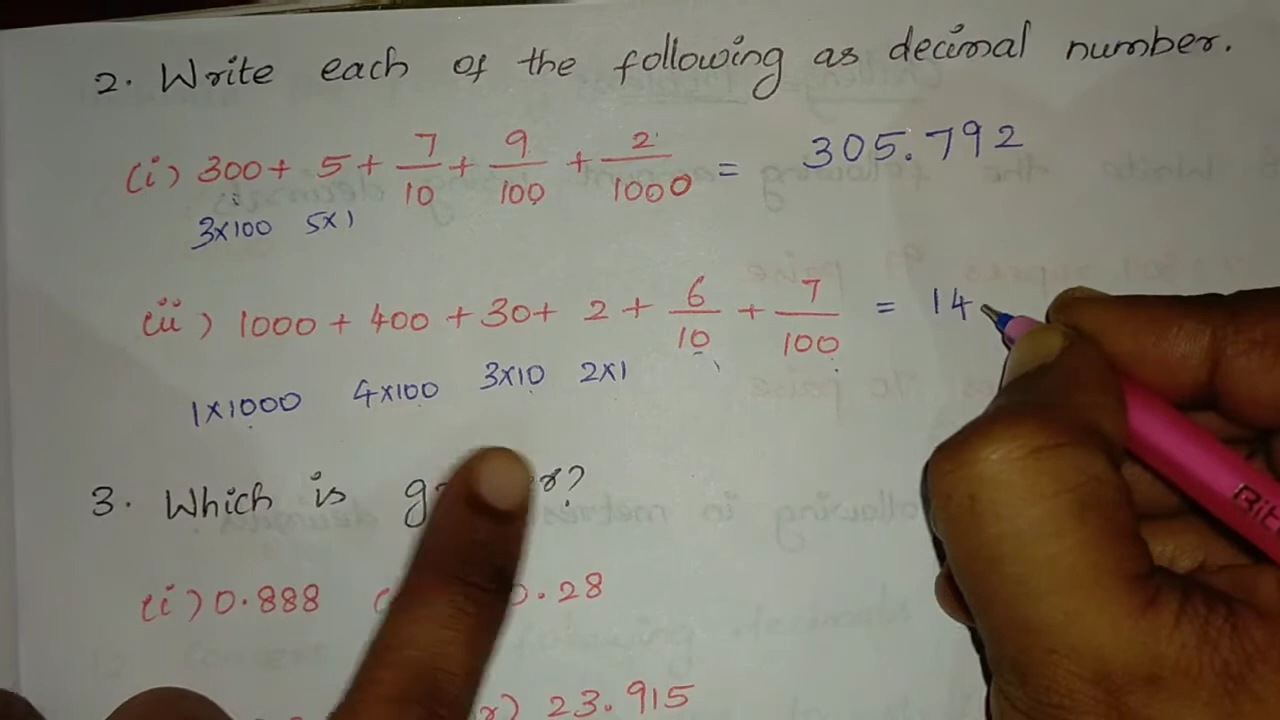 2. Write each of the following as decimal number.
(i) 300 + 5 + 7/10 + 9/100 + 2/1000 = 305.792
3×100 5×1
(ii) 1000 + 400 + 30 + 2 + 6/10 + 7/100 = 14
1×1000 4×100 3×10 2×1
3. Which is
(i) 0.888 0.28
23.915